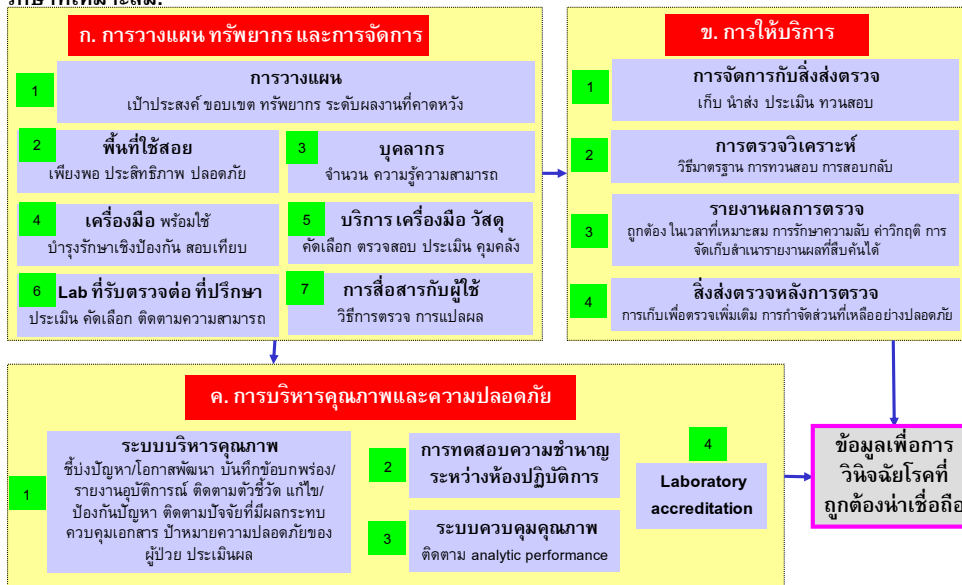 ก. การวางแผน ทรัพยากร และการจัดการ
1
การวางแผน
เป้าประสงค์ ขอบเขต ทรัพยากร ระดับผลงานที่คาดหวัง
2
พื้นที่ใช้สอย
เพียงพอ ประสิทธิภาพ ปลอดภัย
3
บุคลากร
จำนวน ความรู้ความสามารถ
4
เครื่องมือ พร้อมใช้
บำรุงรักษาเชิงป้องกัน สอบเทียบ
5
บริการ เครื่องมือ วัสดุ
คัดเลือก ตรวจสอบ ประเมิน คุมคลัง
6
Lab ที่รับตรวจต่อ ที่ปรึกษา
ประเมิน คัดเลือก ติดตามความสามารถ
7
การสื่อสารกับผู้ใช้
วิธีการตรวจ การแปลผล
ข. การให้บริการ
1
การจัดการกับสิ่งส่งตรวจ
เก็บ นำส่ง ประเมิน ทวนสอบ
2
การตรวจวิเคราะห์
วิธีมาตรฐาน การทวนสอบ การสอบกลับ
3
รายงานผลการตรวจ
ถูกต้อง ในเวลาที่เหมาะสม การรักษาความลับ ค่าวิกฤติ การ
จัดเก็บสำเนารายงานผลที่สืบค้นได้
4
สิ่งส่งตรวจหลังการตรวจ
การเก็บเพื่อตรวจเพิ่มเติม การกำจัดส่วนที่เหลืออย่างปลอดภัย
ค. การบริหารคุณภาพและความปลอดภัย
1
ระบบบริหารคุณภาพ
ชี้บ่งปัญหา/โอกาสพัฒนา บันทึกข้อบกพร่อง/
รายงานอุบัติการณ์ ติดตามตัวชี้วัด แก้ไข/
ป้องกันปัญหา ติดตามปัจจัยที่มีผลกระทบ
ควบคุมเอกสาร ป้าหมายความปลอดภัยของ
ผู้ป่วย ประเมินผล
2
การทดสอบความชำนาญ
ระหว่างห้องปฏิบัติการ
3
ระบบควบคุมคุณภาพ
ติดตาม analytic performance
4
Laboratory
accreditation
ข้อมูลเพื่อการ
วินิจฉัยโรคที่
ถูกต้องน่าเชื่อถือ